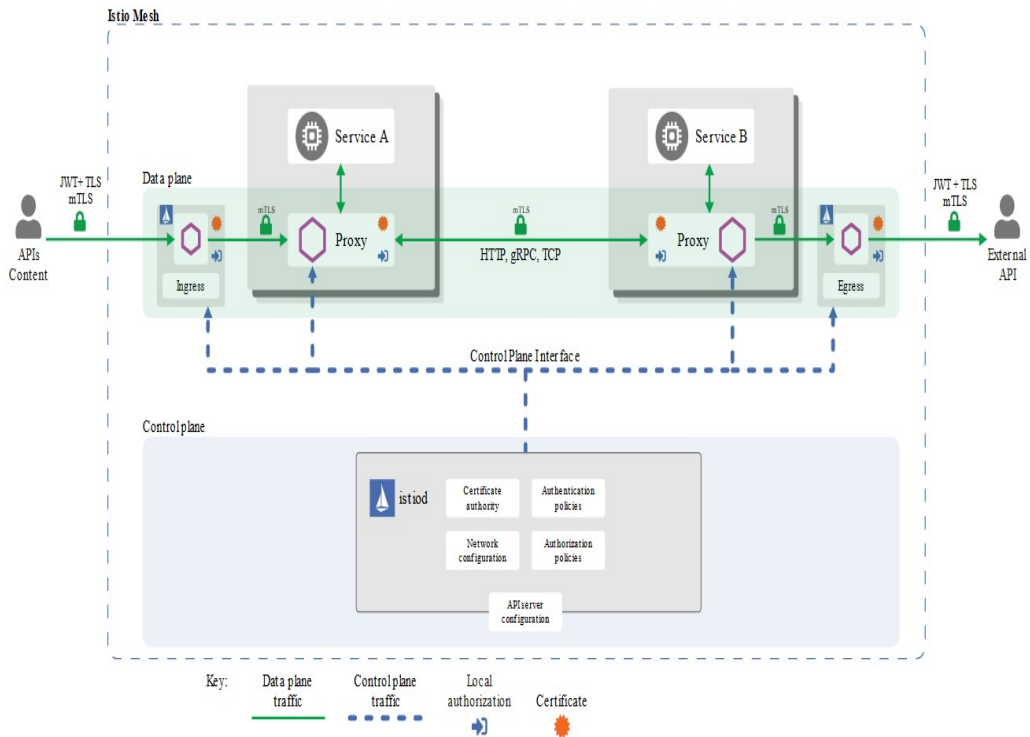 Istio Mesh
Service A
Service B
Data plane
JWT+ TLS
mTLS
JWT + TLS
mTLS
mTLS
mTLS
mTLS
Proxy
Proxy
HTTP, gRPC, TCP
APIs
Content
External
API
Ingress
Egress
Control Plane Interface
Control plane
istiod
Certificate
authority
Authentication
policies
Network
configuration
Authorization
policies
API server
configuration
Key:
Data plane
traffic
Control plane
traffic
Local
authorization
Certificate